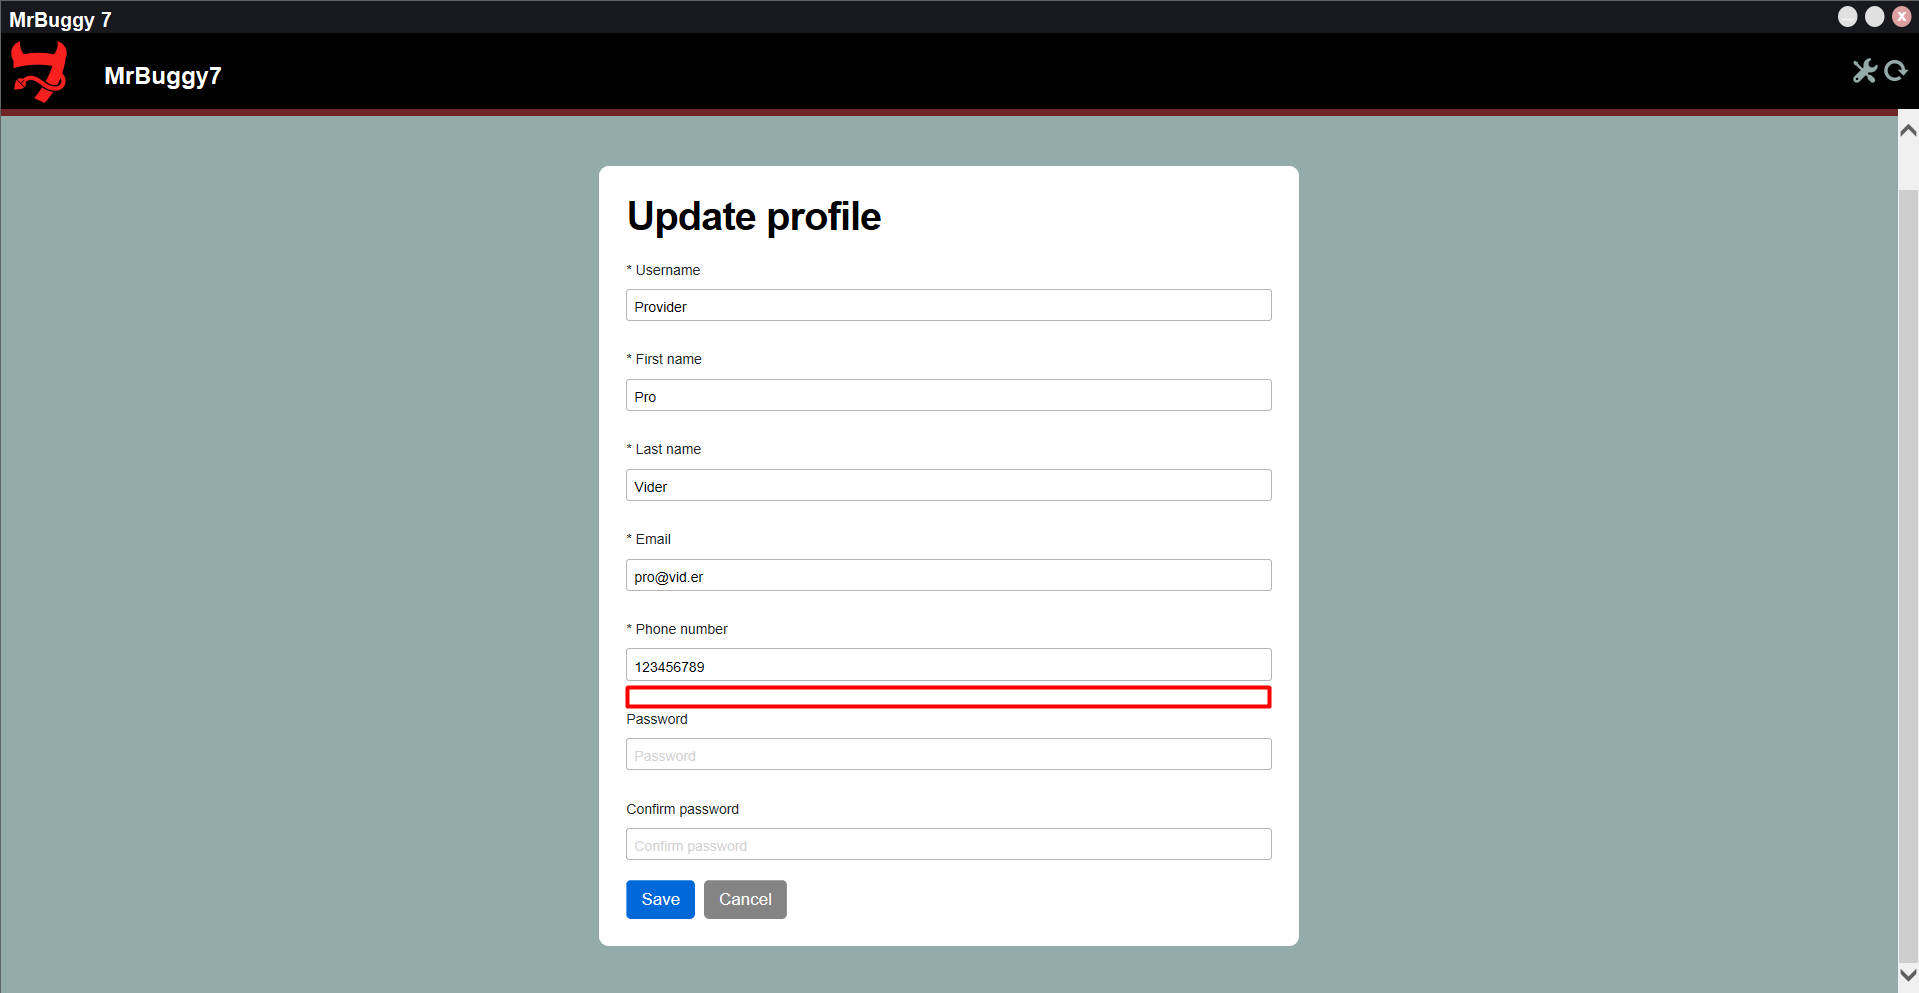 MrBuggy 7
MrBuggy7
Update profile
* Username
Provider
* First name
Pro
* Last name
Vider
* Email
pro@vid.er
* Phone number
123456789
Password
Password
Confirm password
Confirm password
Save Cancel